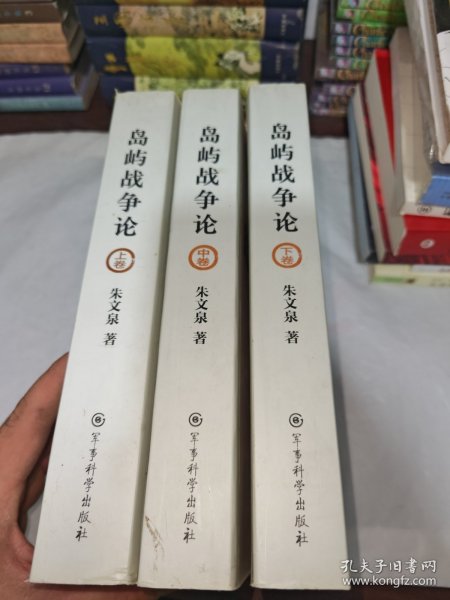 岛屿战争论
上卷
朱文泉 著
军事科学出版社
岛屿战争论
中卷
朱文泉 著
军事科学出版社
岛屿战争论
下卷
朱文泉 著
军事科学出版社
孔夫子旧书网
www.kongfz.com